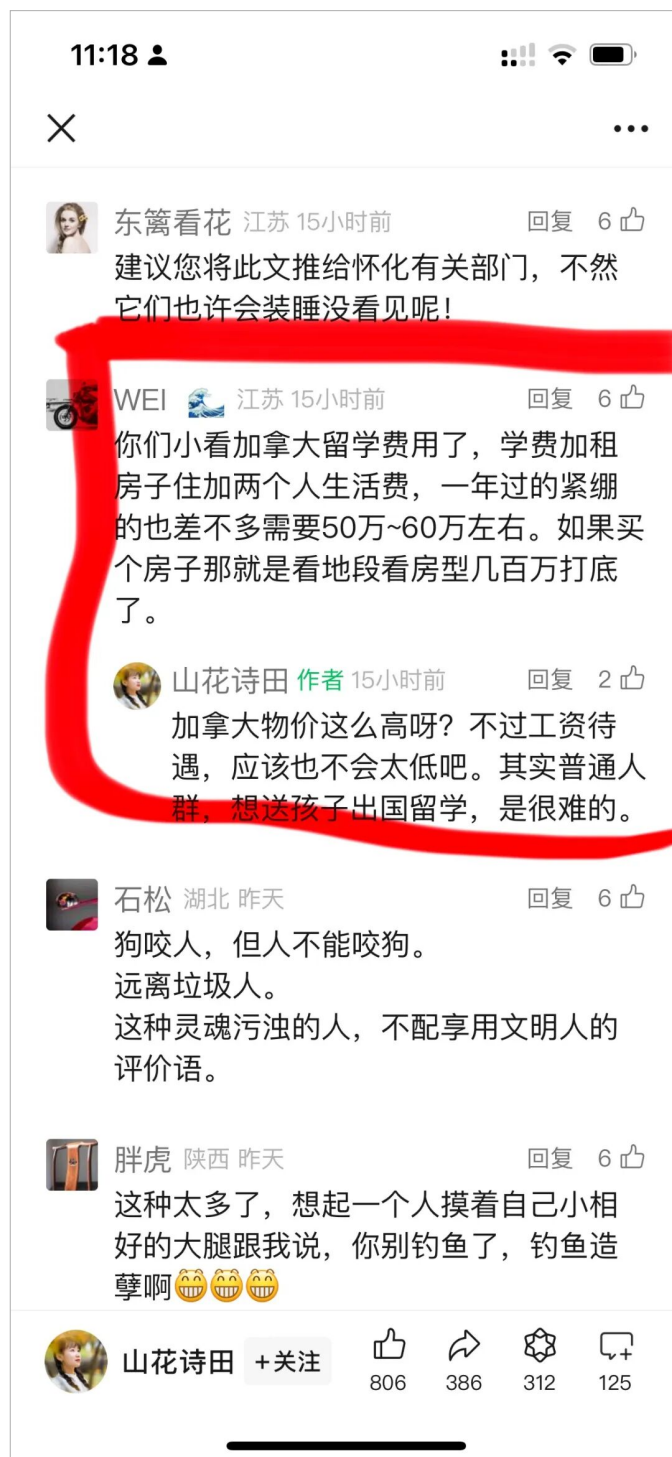 11:18
东篱看花 江苏 15小时前 回复 6
建议您将此文推给怀化有关部门，不然
它们也许会装睡没看见呢！
WEI 🌊 江苏 15小时前 回复 6
你们小看加拿大留学费用了，学费加租
房子住加两个人生活费，一年过的紧绷
的也差不多需要50万~60万左右。如果买
个房子那就是看地段看房型几百万打底
了。
山花诗田 作者 15小时前 回复 2
加拿大物价这么高呀？不过工资待
遇，应该也不会太低吧。其实普通人
群，想送孩子出国留学，是很难的。
石松 湖北 昨天 回复 6
狗咬人，但人不能咬狗。
远离垃圾人。
这种灵魂污浊的人，不配享用文明人的
评价语。
胖虎 陕西 昨天 回复 6
这种太多了，想起一个人摸着自己小相
好的大腿跟我说，你别钓鱼了，钓鱼造
孽啊😁😁😁
山花诗田 +关注 806 386 312 125